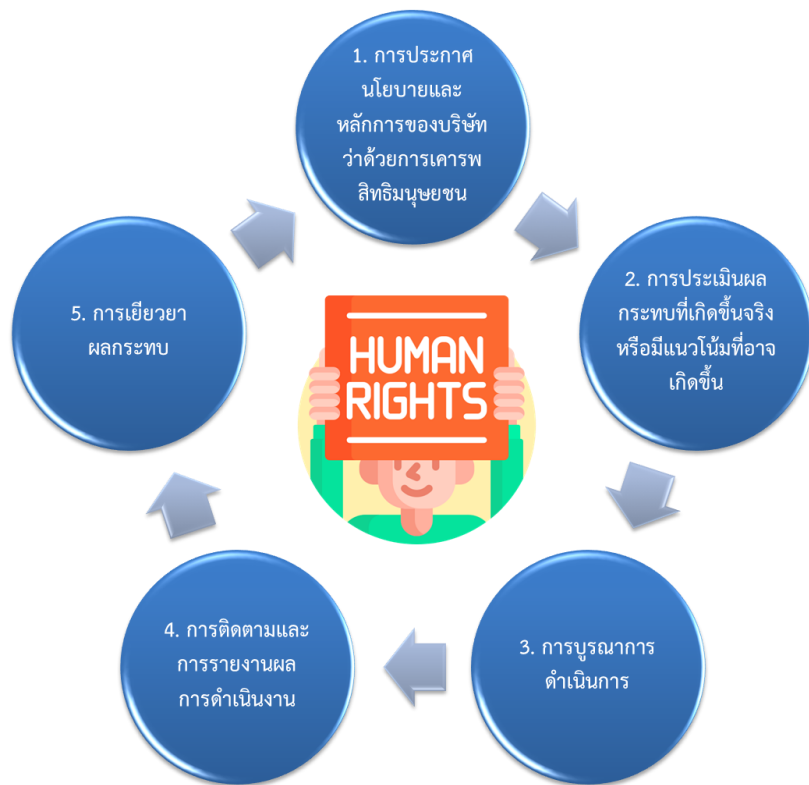 1. การประกาศ
นโยบายและ
หลักการของบริษัท
ว่าด้วยการเคารพ
สิทธิมนุษยชน
2. การประเมินผล
กระทบที่เกิดขึ้นจริง
หรือมีแนวโน้มที่อาจ
เกิดขึ้น
3. การบูรณาการ
ดำเนินการ
4. การติดตามและ
การรายงานผล
การดำเนินงาน
5. การเยียวยา
ผลกระทบ
HUMAN
RIGHTS